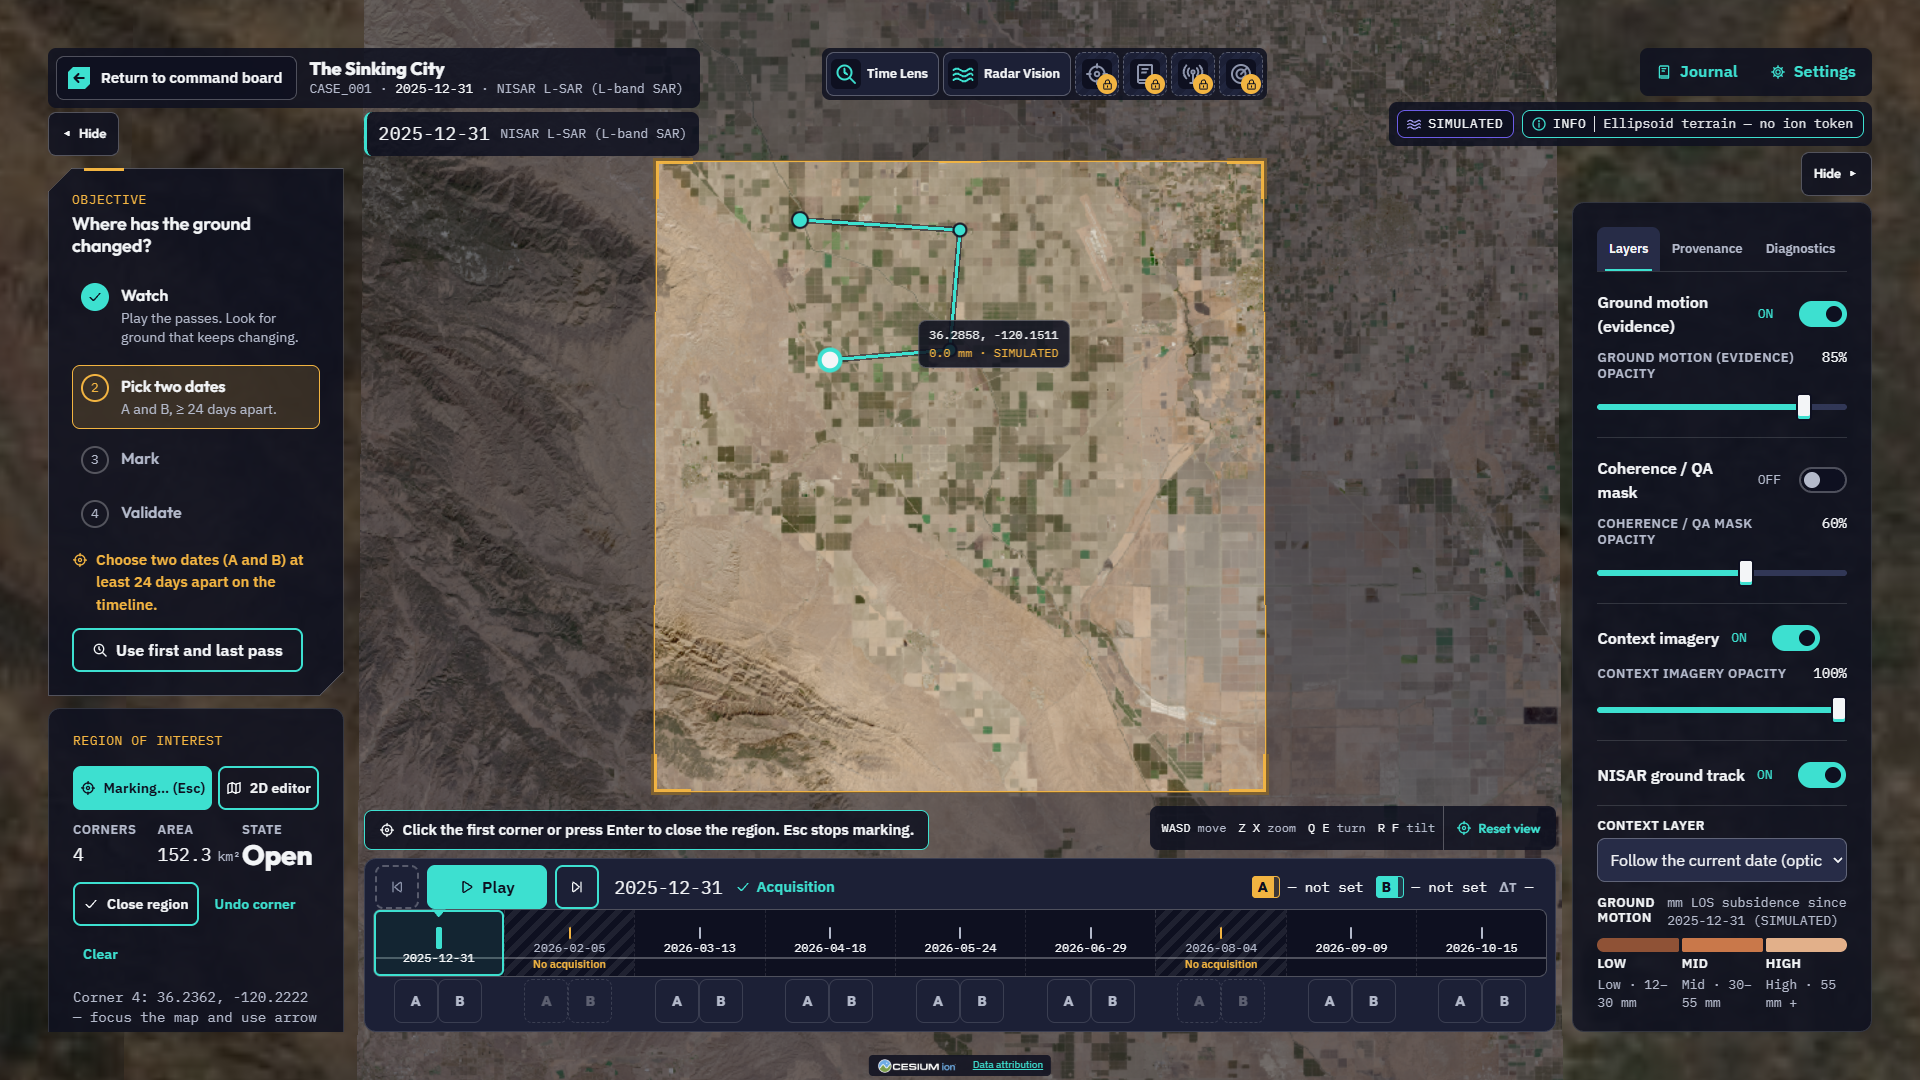 Return to command board
The Sinking City
CASE_001 · 2025-12-31 · NISAR L-SAR (L-band SAR)
Time Lens
Radar Vision
Journal
Settings
Hide
2025-12-31 NISAR L-SAR (L-band SAR)
SIMULATED
INFO | Ellipsoid terrain — no ion token
Hide
OBJECTIVE
Where has the ground
changed?
Watch
Play the passes. Look for
ground that keeps changing.
2
Pick two dates
A and B, ≥ 24 days apart.
3
Mark
4
Validate
Choose two dates (A and B) at
least 24 days apart on the
timeline.
Use first and last pass
REGION OF INTEREST
Marking... (Esc)
2D editor
CORNERS AREA STATE
4 152.3 km² Open
Close region
Undo corner
Clear
Corner 4: 36.2362, -120.2222
— focus the map and use arrow
36.2858, -120.1511
0.0 mm · SIMULATED
Click the first corner or press Enter to close the region. Esc stops marking.
WASD move Z X zoom Q E turn R F tilt
Reset view
Play
2025-12-31
Acquisition
A — not set B — not set ΔT —
2025-12-31
2026-02-05
No acquisition
2026-03-13
2026-04-18
2026-05-24
2026-06-29
2026-08-04
No acquisition
2026-09-09
2026-10-15
A B A B A B A B A B A B A B A B A B
Layers Provenance Diagnostics
Ground motion
(evidence)
ON
GROUND MOTION (EVIDENCE)
OPACITY
85%
Coherence / QA
mask
OFF
COHERENCE / QA MASK
OPACITY
60%
Context imagery ON
CONTEXT IMAGERY OPACITY 100%
NISAR ground track ON
CONTEXT LAYER
Follow the current date (optic
GROUND
MOTION
mm LOS subsidence since
2025-12-31 (SIMULATED)
LOW MID HIGH
Low · 12–
30 mm
Mid · 30–
55 mm
High · 55
mm +
CESIUM ion
Data attribution